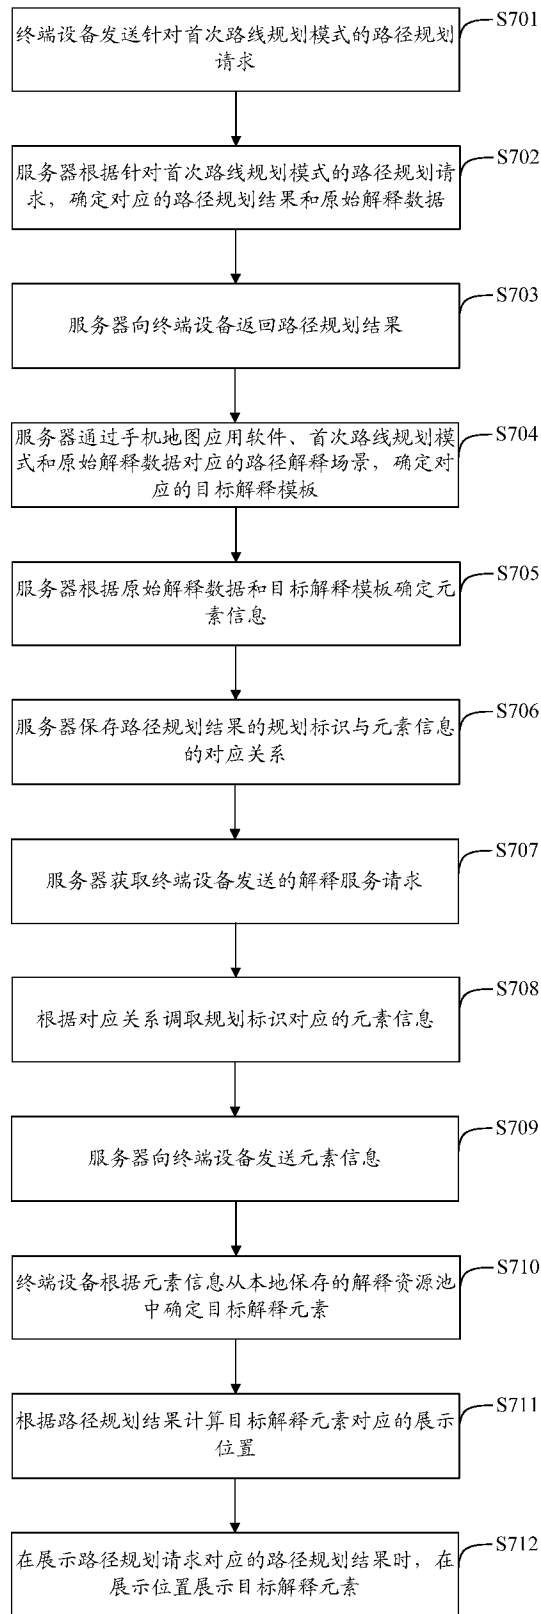 终端设备发送针对首次路线规划模式的路径规划
请求
S701
服务器根据针对首次路线规划模式的路径规划请
求，确定对应的路径规划结果和原始解释数据
S702
服务器向终端设备返回路径规划结果
S703
服务器通过手机地图应用软件、首次路线规划模
式和原始解释数据对应的路径解释场景，确定对
应的目标解释模板
S704
服务器根据原始解释数据和目标解释模板确定元
素信息
S705
服务器保存路径规划结果的规划标识与元素信息
的对应关系
S706
服务器获取终端设备发送的解释服务请求
S707
根据对应关系调取规划标识对应的元素信息
S708
服务器向终端设备发送元素信息
S709
终端设备根据元素信息从本地保存的解释资源池
中确定目标解释元素
S710
根据路径规划结果计算目标解释元素对应的展示
位置
S711
在展示路径规划请求对应的路径规划结果时，在
展示位置展示目标解释元素
S712